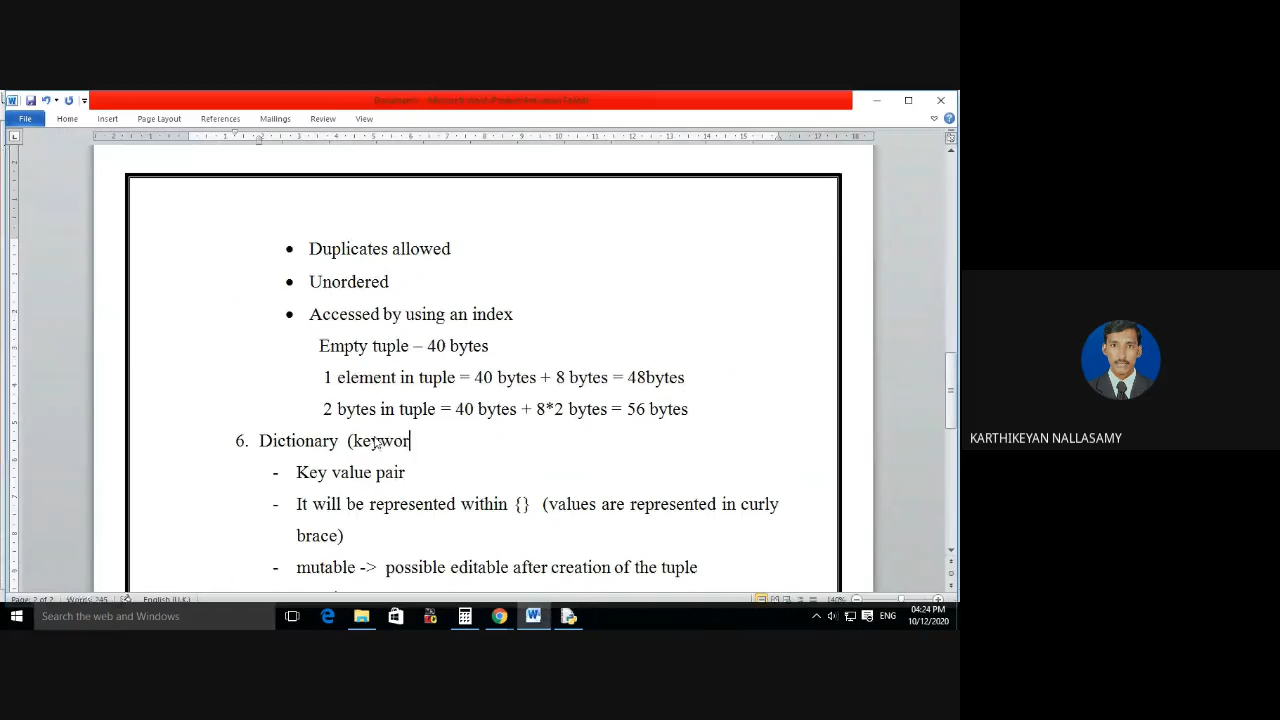 File Home Insert Page Layout References Mailings Review View
Duplicates allowed
Unordered
Accessed by using an index
Empty tuple – 40 bytes
1 element in tuple = 40 bytes + 8 bytes = 48bytes
2 bytes in tuple = 40 bytes + 8*2 bytes = 56 bytes
6. Dictionary (keywor
- Key value pair
- It will be represented within {} (values are represented in curly
brace)
- mutable -> possible editable after creation of the tuple
KARTHIKEYAN NALLASAMY
Page: 2 of 2 Words: 245 English (U.K.) 140%
Search the web and Windows
ENG
04:24 PM
10/12/2020